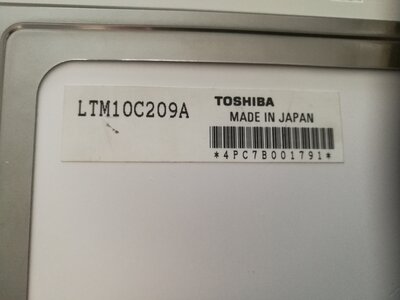 LTM10C209A
TOSHIBA
MADE IN JAPAN
*4PC7B001791*